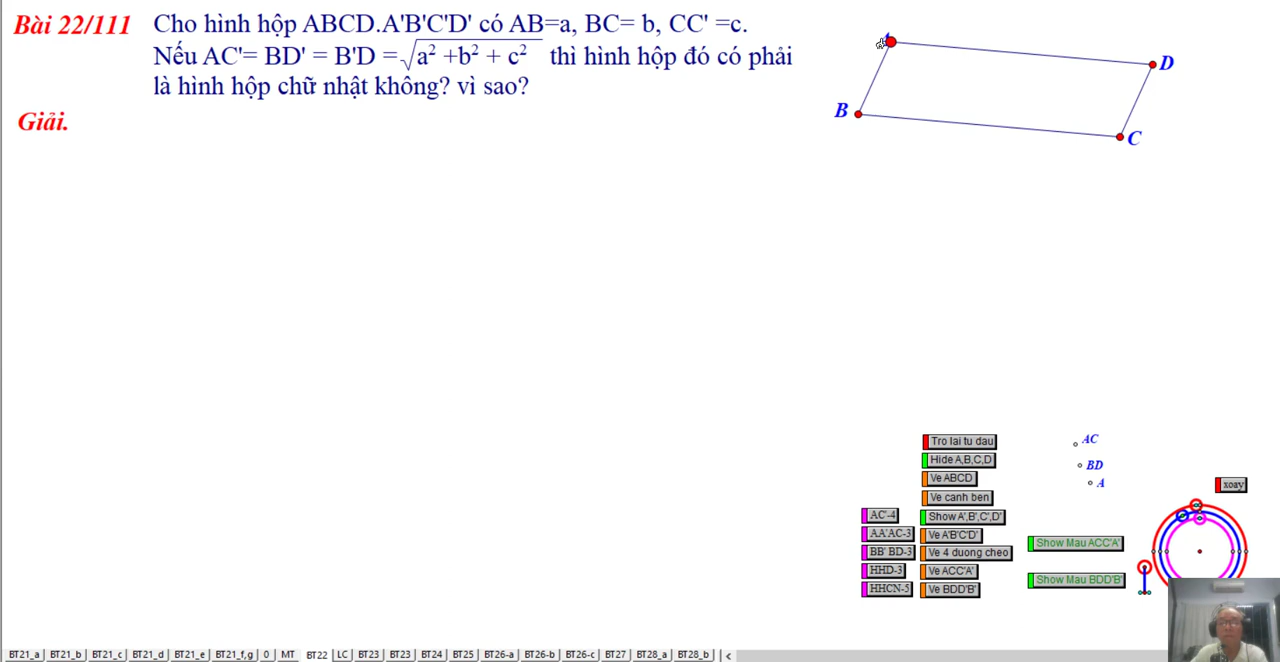 Bài 22/111 Cho hình hộp ABCD.A'B'C'D' có AB=a, BC= b, CC' =c.
Nếu AC'= BD' = B'D =√a² +b² + c² thì hình hộp đó có phải
là hình hộp chữ nhật không? vì sao?
Giải.
D
B
C
Tro lai tu dau
AC
Hide A,B,C,D
BD
Ve ABCD
A
xoay
Ve canh ben
AC'-4
Show A',B',C',D'
AA'AC-3
Ve A'B'C'D'
Show Mau ACC'A'
BB' BD-3
Ve 4 duong cheo
HHD-3
Ve ACC'A'
Show Mau BDD'B'
HHCN-5
Ve BDD'B'
BT21_a BT21_b BT21_c BT21_d BT21_e BT21_f,g 0 MT BT22 LC BT23 BT23 BT24 BT25 BT26-a BT26-b BT26-c BT27 BT28_a BT28_b <